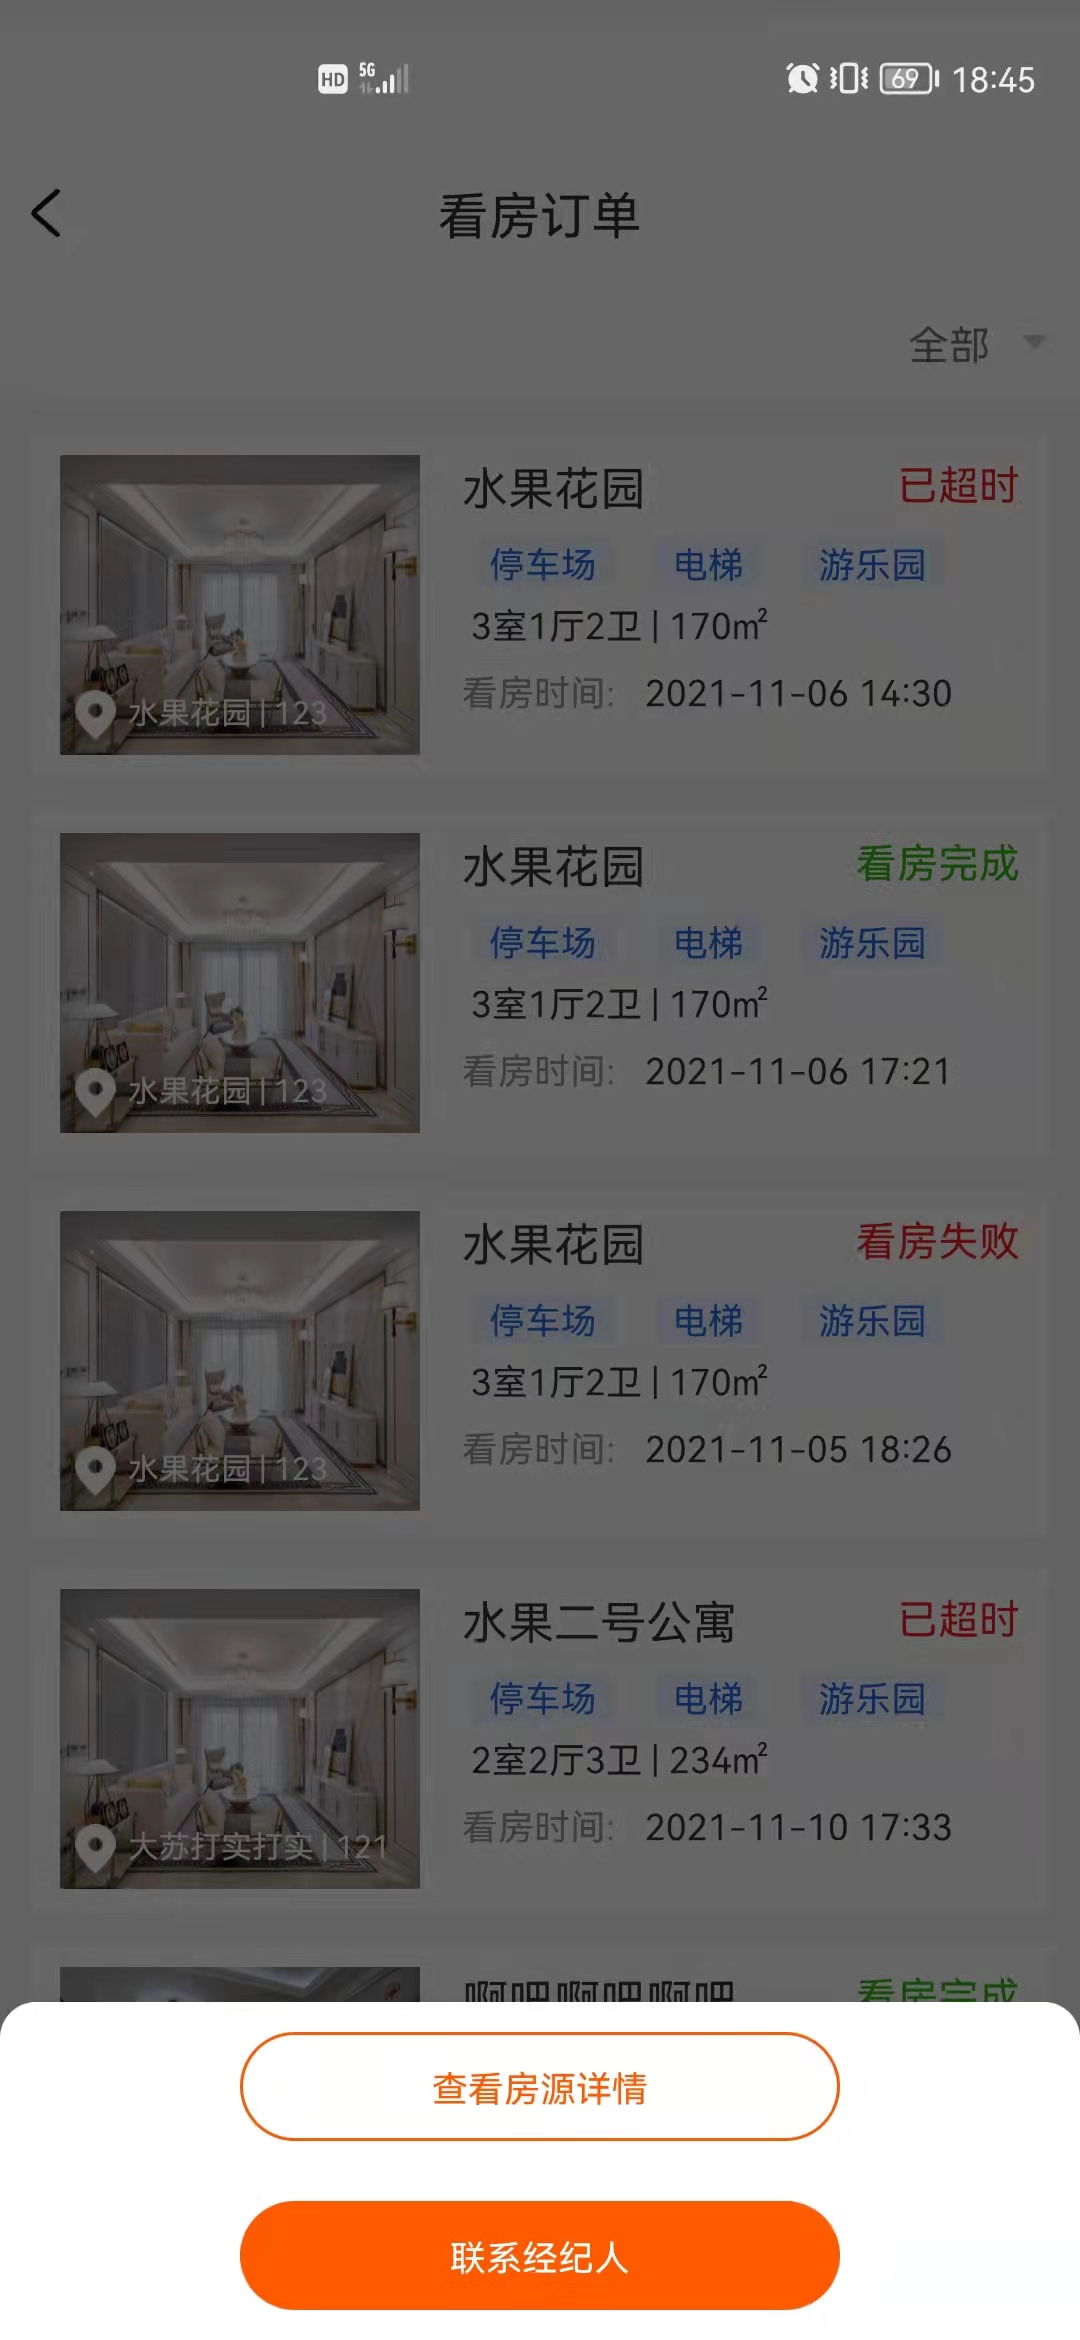 HD 5G 69 18:45
看房订单
全部
水果花园 已超时
停车场 电梯 游乐园
3室1厅2卫 | 170㎡
看房时间: 2021-11-06 14:30
水果花园 | 123
水果花园 看房完成
停车场 电梯 游乐园
3室1厅2卫 | 170㎡
看房时间: 2021-11-06 17:21
水果花园 | 123
水果花园 看房失败
停车场 电梯 游乐园
3室1厅2卫 | 170㎡
看房时间: 2021-11-05 18:26
水果花园 | 123
水果二号公寓 已超时
停车场 电梯 游乐园
2室2厅3卫 | 234㎡
看房时间: 2021-11-10 17:33
大苏打实打实 | 121
啊吧啊吧啊吧 看房完成
查看房源详情
联系经纪人